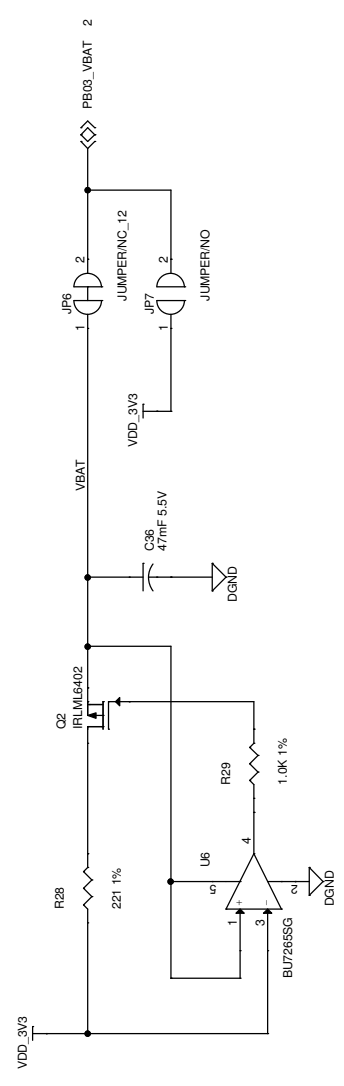 PB03_VBAT 2
2
JUMPER/NC_12
JP6
1
2
JUMPER/NO
JP7
1
VDD_3V3
VBAT
C36
47mF 5.5V
DGND
Q2
IRLML6402
R29
1.0K 1%
R28
221 1%
U6
4
5
2
DGND
+
1
−
3
BU7265SG
VDD_3V3